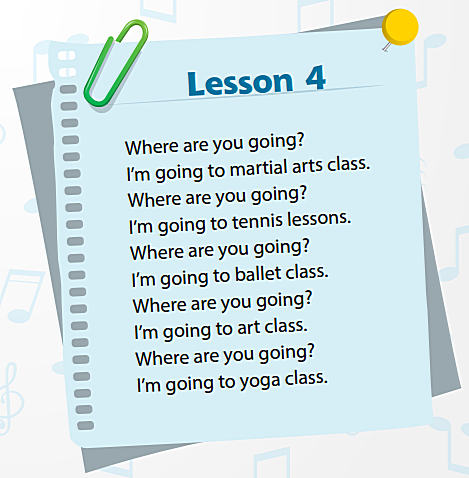 Lesson 4
Where are you going?
I'm going to martial arts class.
Where are you going?
I'm going to tennis lessons.
Where are you going?
I'm going to ballet class.
Where are you going?
I'm going to art class.
Where are you going?
I'm going to yoga class.